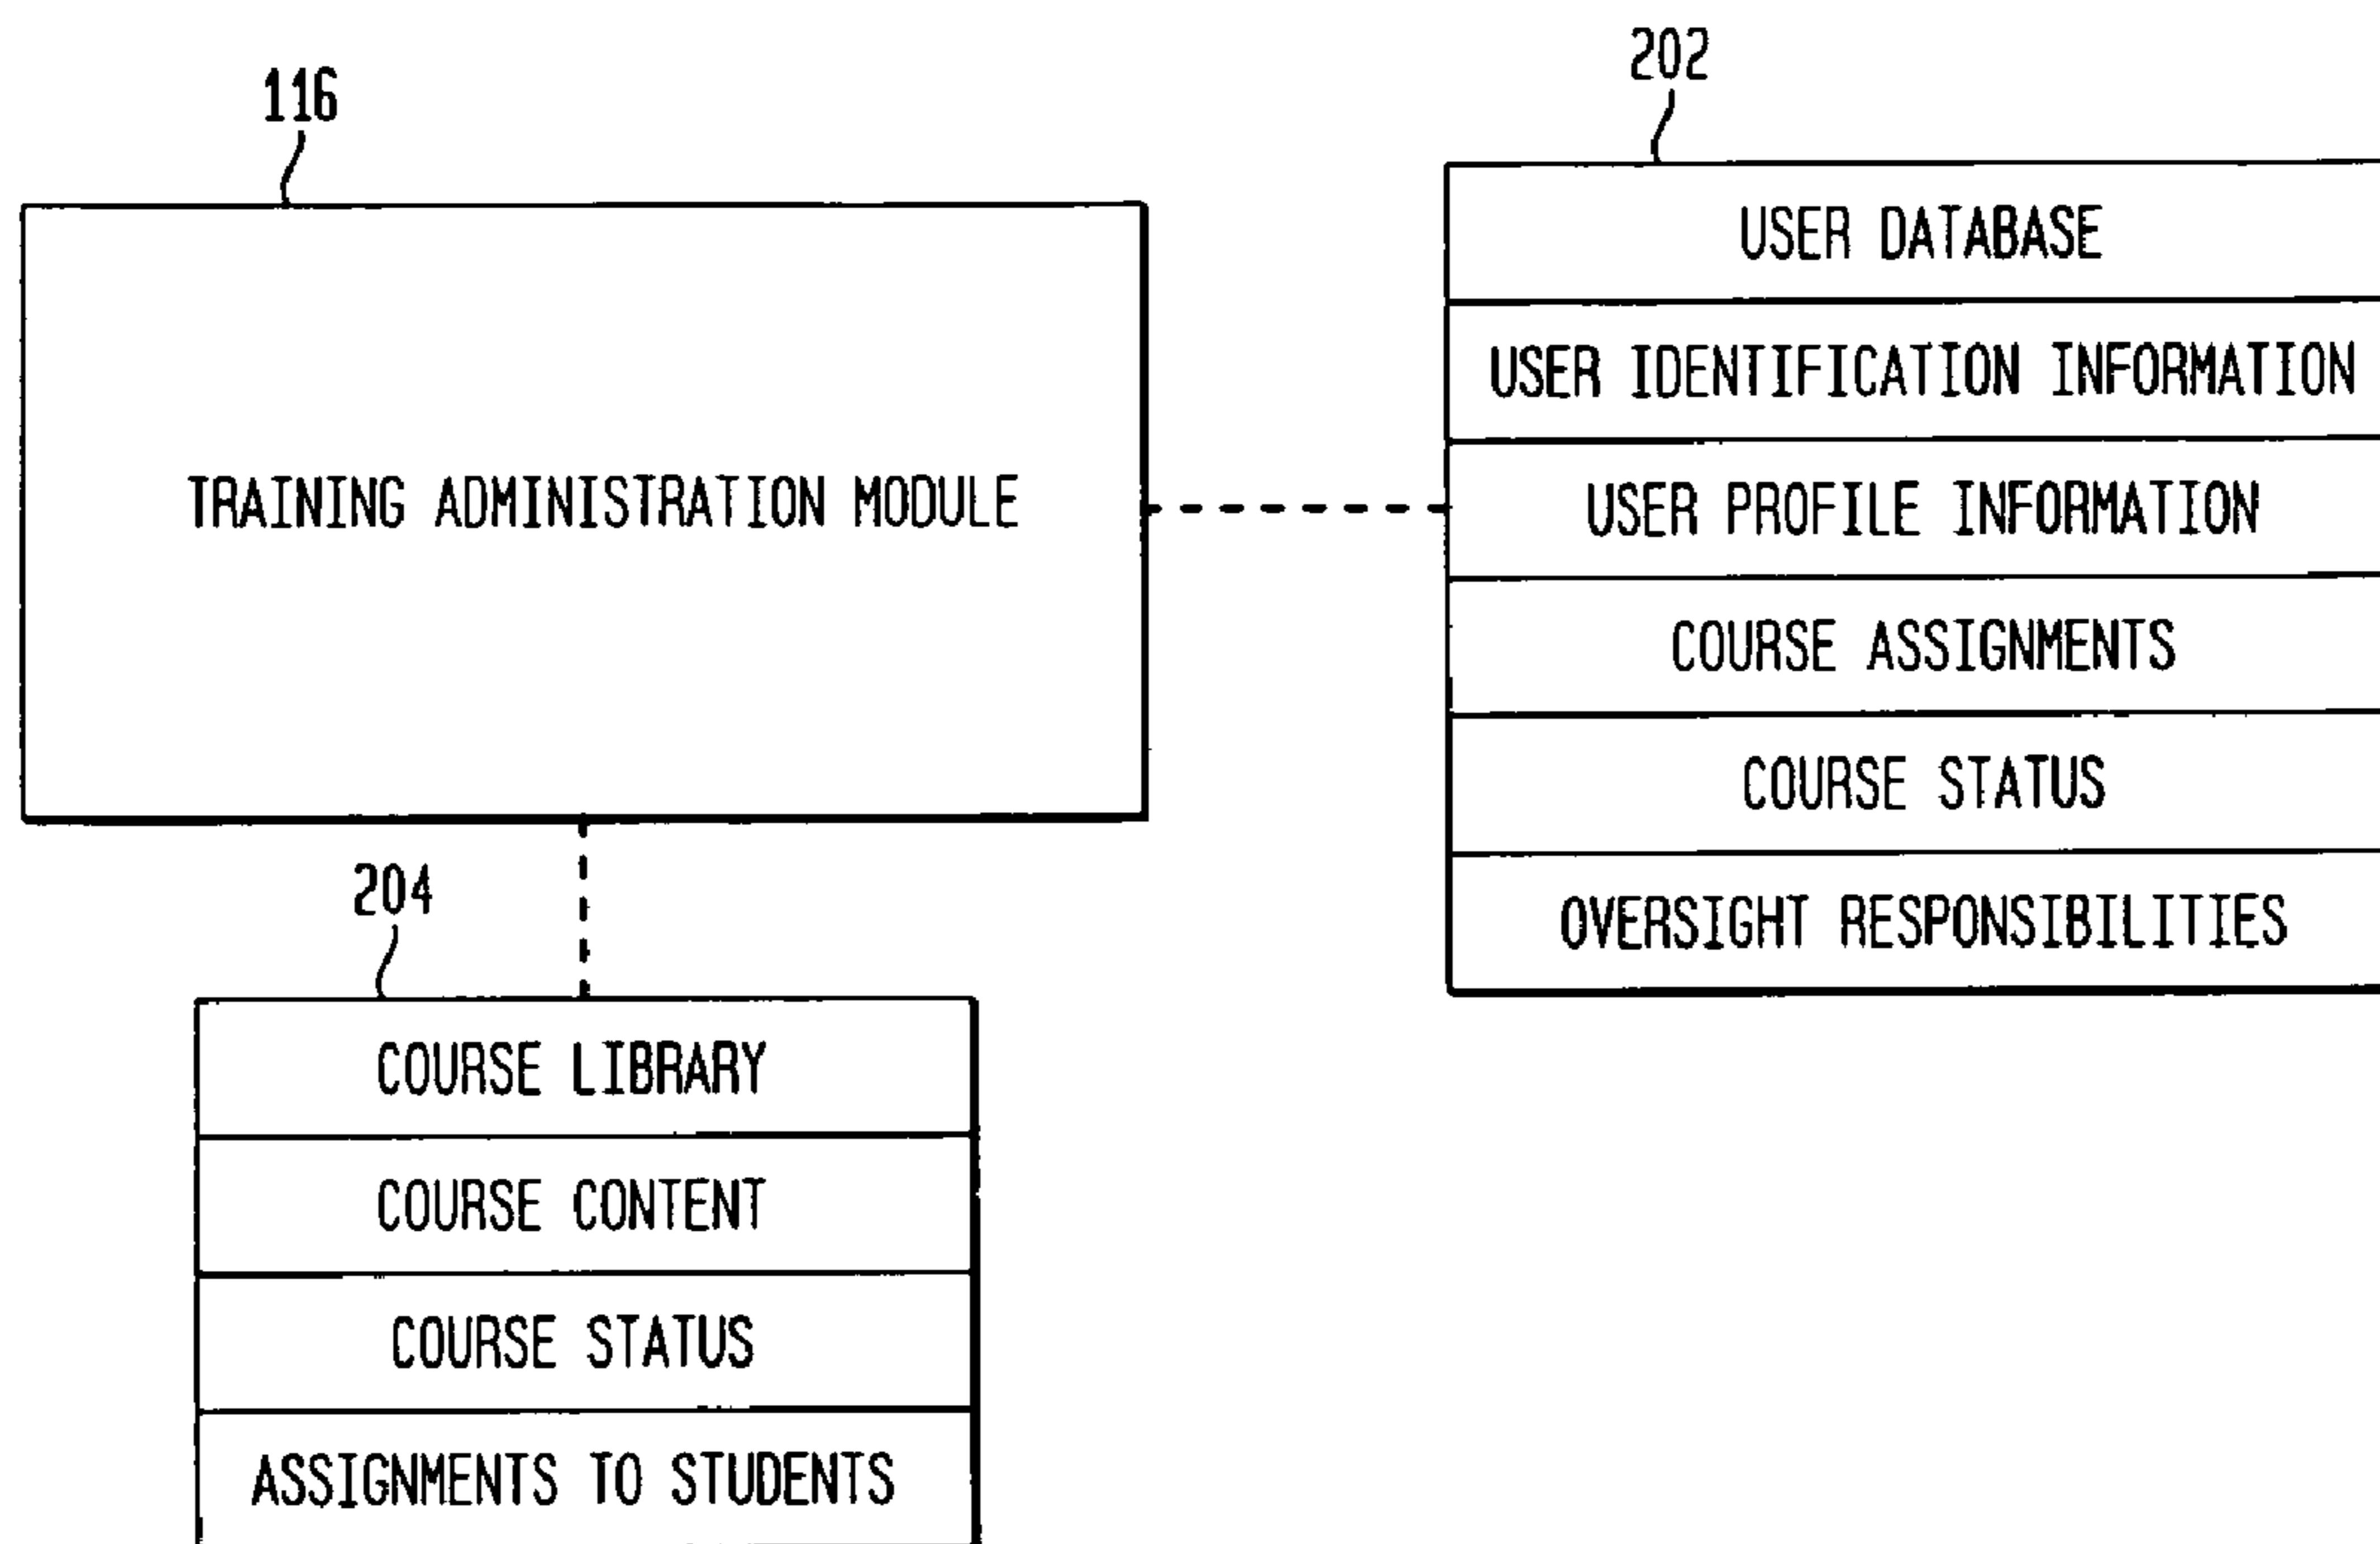 116
TRAINING ADMINISTRATION MODULE
202
USER DATABASE
USER IDENTIFICATION INFORMATION
USER PROFILE INFORMATION
COURSE ASSIGNMENTS
COURSE STATUS
OVERSIGHT RESPONSIBILITIES
204
COURSE LIBRARY
COURSE CONTENT
COURSE STATUS
ASSIGNMENTS TO STUDENTS